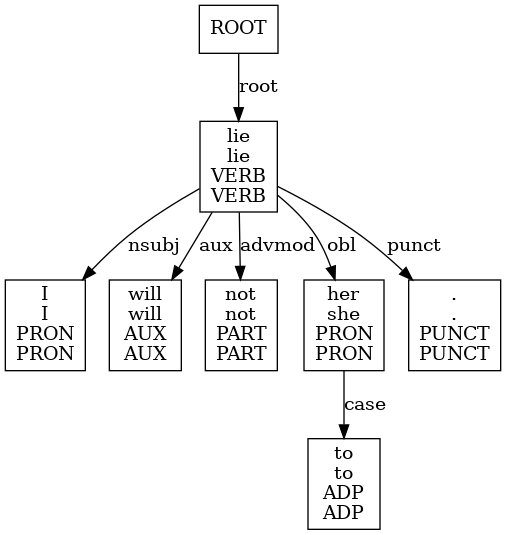 ROOT
root
lie
lie
VERB
VERB
nsubj aux advmod obl punct
I will not her .
I will not she .
PRON AUX PART PRON PUNCT
PRON AUX PART PRON PUNCT
case
to
to
ADP
ADP